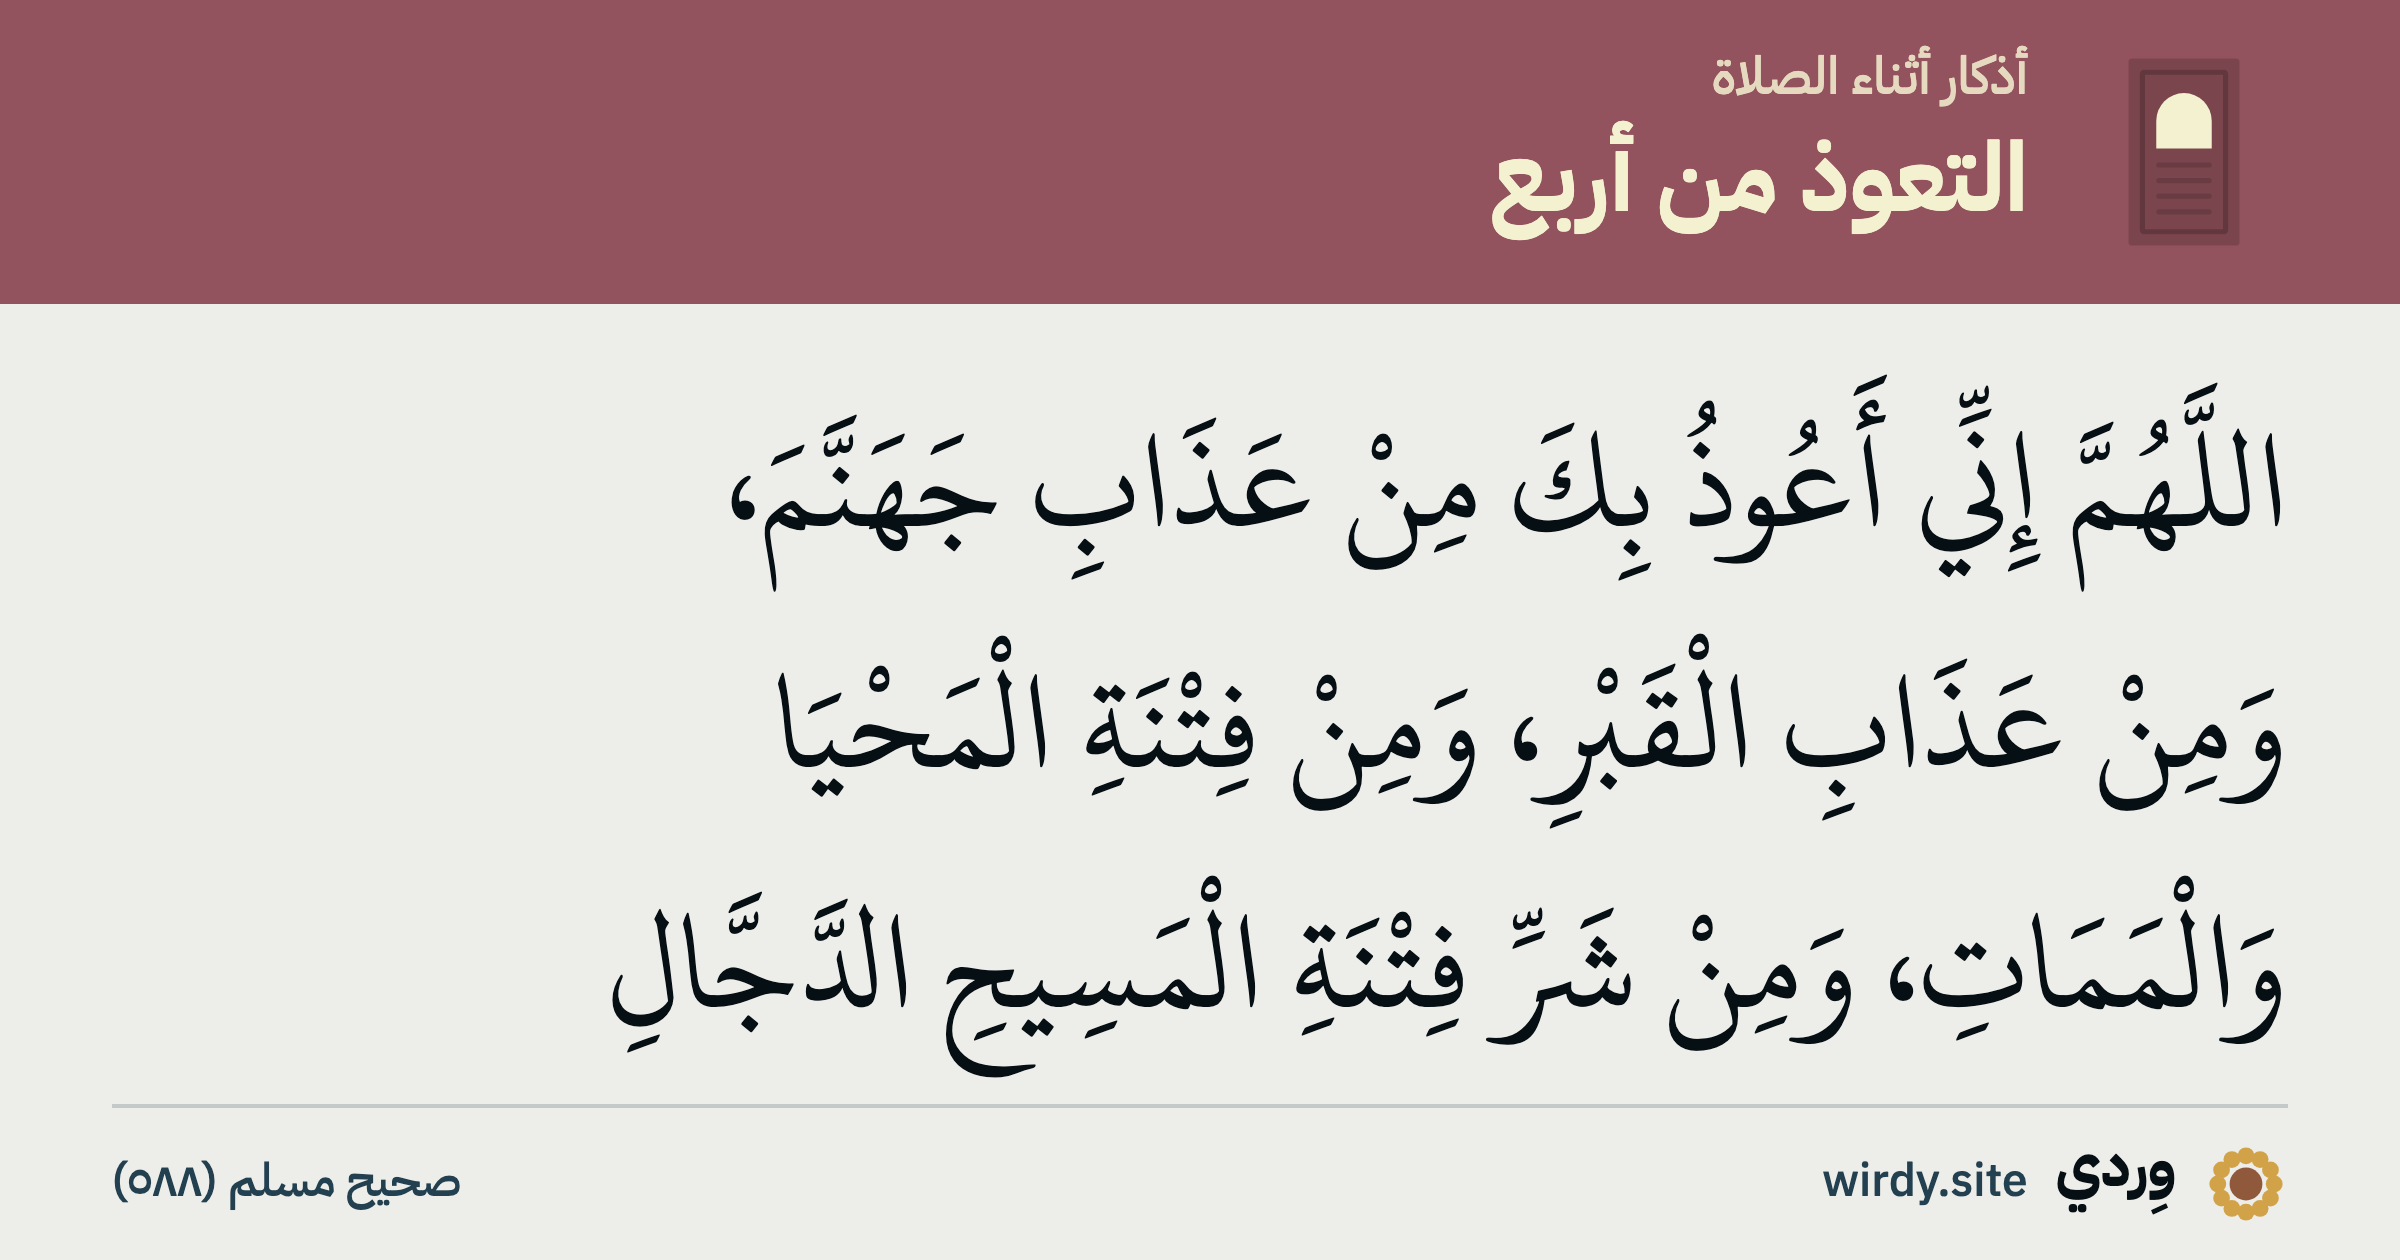 أذكار أثناء الصلاة
التعوذ من أربع
اللَّهُمَّ إِنِّي أَعُوذُ بِكَ مِنْ عَذَابِ جَهَنَّمَ،
وَمِنْ عَذَابِ الْقَبْرِ، وَمِنْ فِتْنَةِ الْمَحْيَا
وَالْمَمَاتِ، وَمِنْ شَرِّ فِتْنَةِ الْمَسِيحِ الدَّجَّالِ
وِردي wirdy.site
صحيح مسلم (٥٨٨)